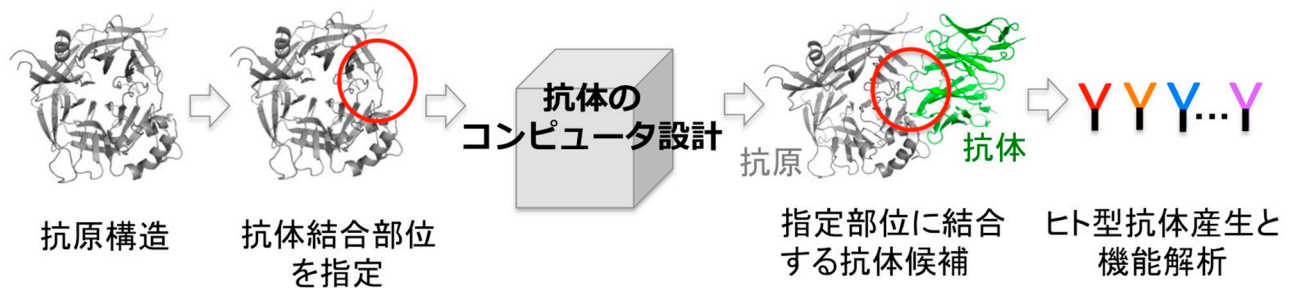 抗原構造
抗体結合部位
を指定
抗体の
コンピュータ設計
抗原
抗体
指定部位に結合
する抗体候補
...
ヒト型抗体産生と
機能解析